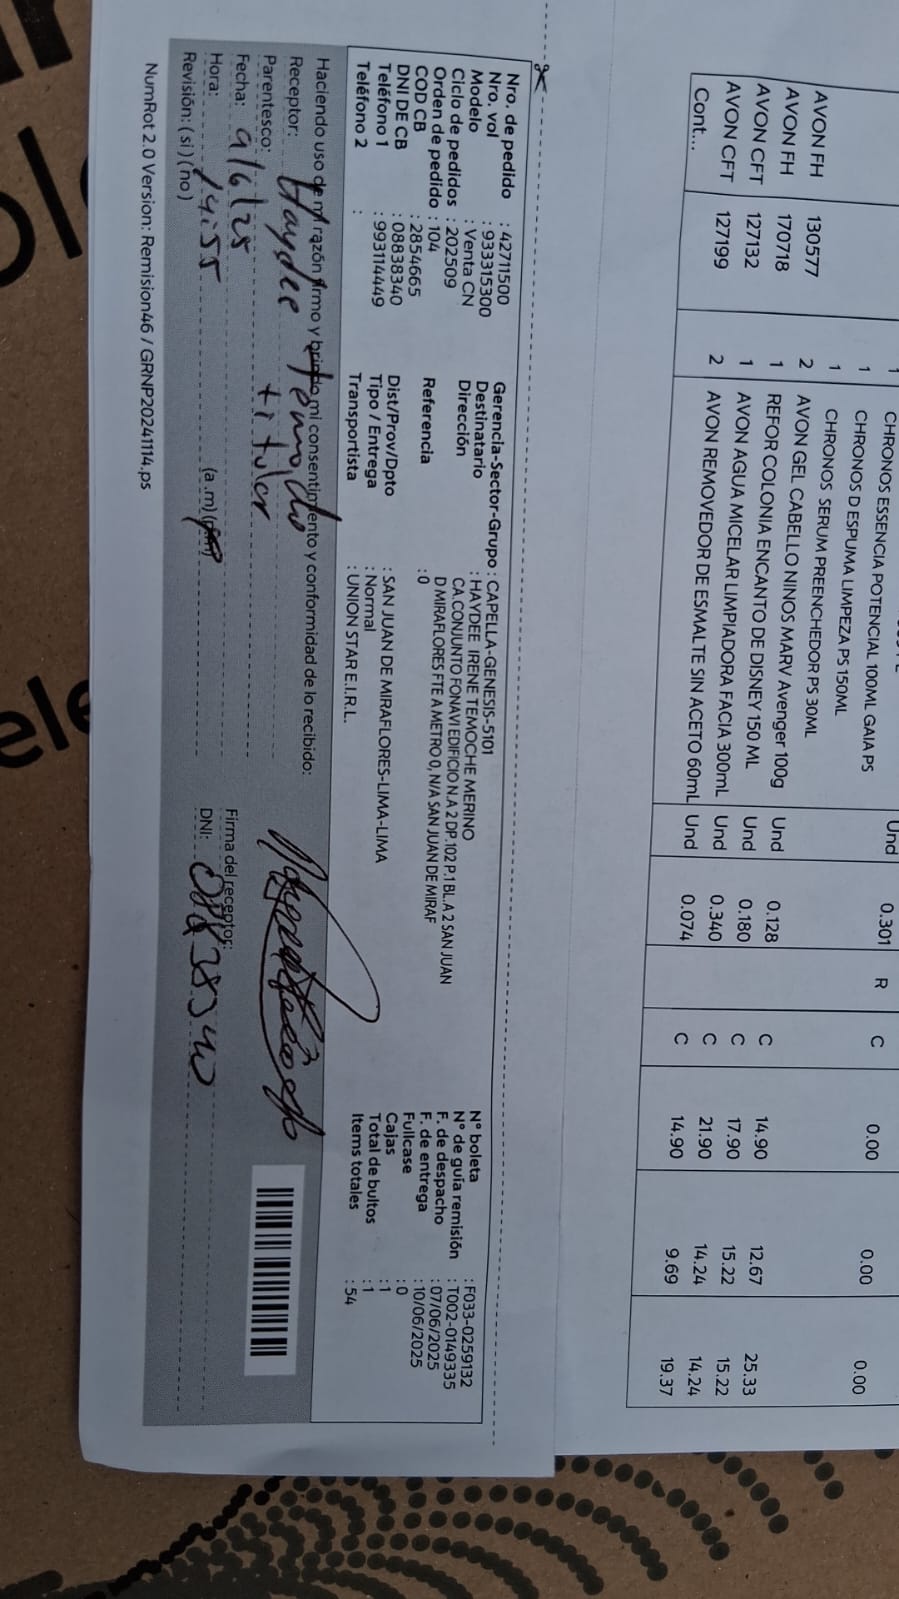 1
CHRONOS ESSENCIA POTENCIAL 100ML GAIA PS Und 0.301 R C 0.00 0.00 0.00
1
CHRONOS D ESPUMA LIMPEZA PS 150ML
1
CHRONOS SERUM PREENCHEDOR PS 30ML
AVON FH 130577 2 AVON GEL CABELLO NINOS MARV Avenger 100g Und 0.128 C 14.90 12.67 25.33
AVON FH 170718 1 REFOR COLONIA ENCANTO DE DISNEY 150 ML Und 0.180 C 17.90 15.22 15.22
AVON CFT 127132 1 AVON AGUA MICELAR LIMPIADORA FACIA 300mL Und 0.340 C 21.90 14.24 14.24
AVON CFT 127199 2 AVON REMOVEDOR DE ESMALTE SIN ACETO 60mL Und 0.074 C 14.90 9.69 19.37
Cont...
Nro. de pedido : 42711500
Nro. vol : 933315300
Modelo : Venta CN
Ciclo de pedidos : 202509
Orden de pedido : 104
COD CB : 2854665
DNI DE CB : 08838340
Teléfono 1 : 993114449
Teléfono 2 :
Gerencia-Sector-Grupo : CAPELLA-GENESIS-5101
Destinatario : HAYDEE IRENE TEMOCHE MERINO
Dirección CA.CONJUNTO FONAVI EDIFICIO N.A 2 DP.102 P.1 BL.A 2 SAN JUAN
D MIRAFLORES FTE A METRO 0, N/A SAN JUAN DE MIRAF
Referencia :0
Dist/Prov/Dpto : SAN JUAN DE MIRAFLORES-LIMA-LIMA
Tipo / Entrega : Normal
Transportista : UNION STAR E.I.R.L.
N° boleta : F033-0259132
N° de guía remisión : T002-0149335
F. de despacho : 07/06/2025
F. de entrega : 10/06/2025
Fullcase : 0
Cajas : 1
Total de bultos : 1
Items totales : 54
Haciendo uso de mi razón firmo y brindo mi consentimiento y conformidad de lo recibido:
Receptor: Haydee
Parentesco: titular
Fecha: 9/6/25
Hora: 14:55 (a.m) (p.m)
Revisión: (si) (no)
Firma del receptor:
DNI: 08838340
NumRot 2.0 Version: Remision46 / GRNP20241114.ps